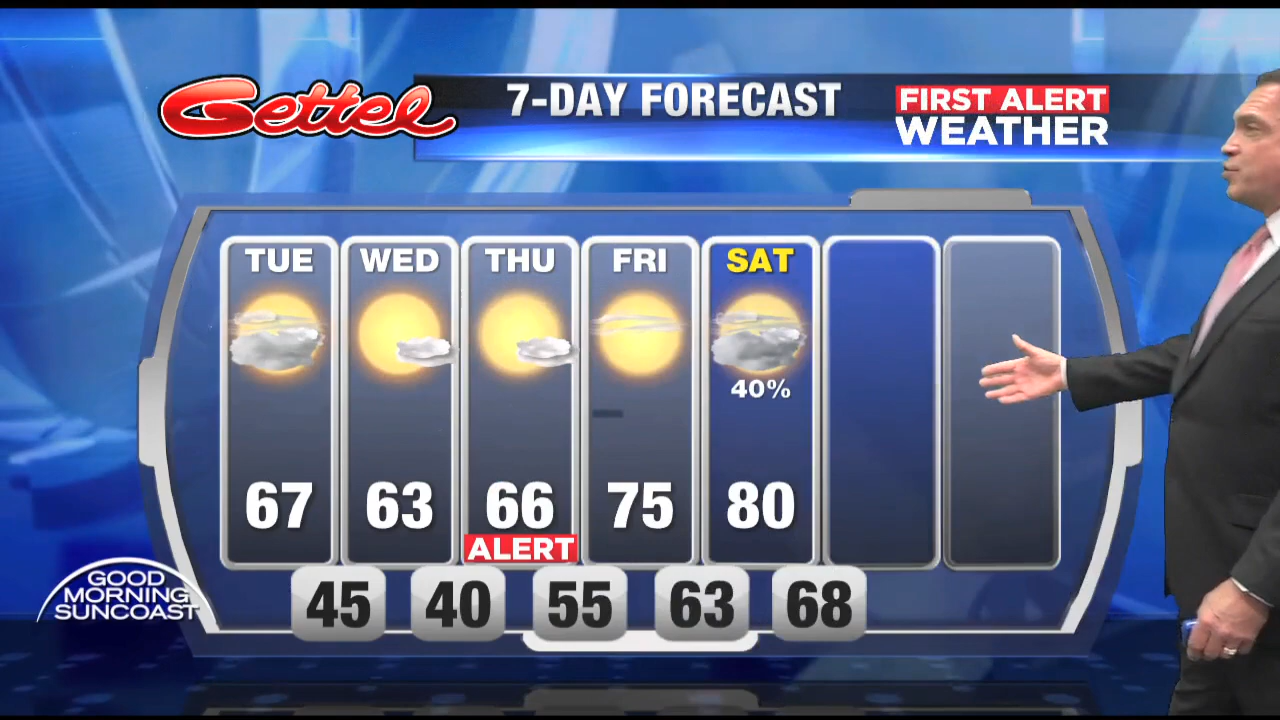 Gettel
7-DAY FORECAST
FIRST ALERT
WEATHER
TUE WED THU FRI SAT
40%
67 63 66 75 80
ALERT
45 40 55 63 68
GOOD
MORNING
SUNCOAST